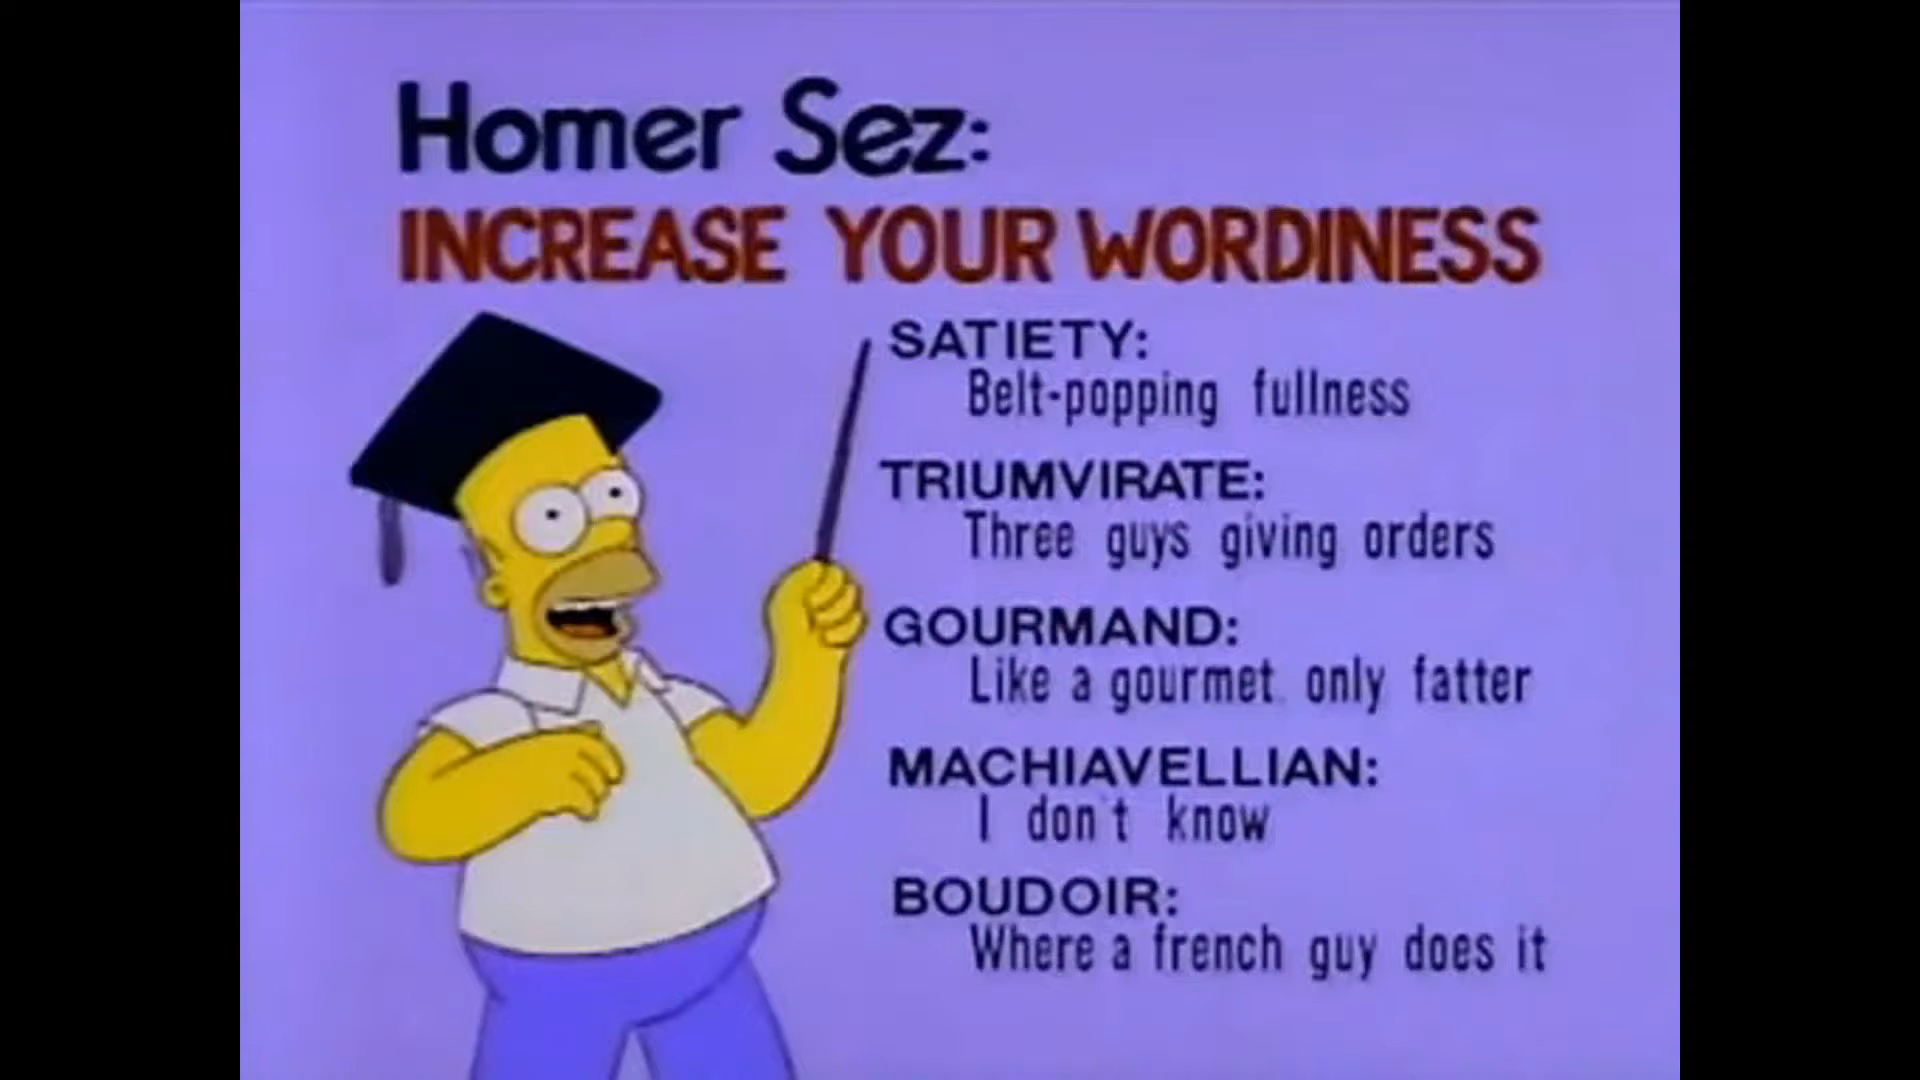 Homer Sez:
INCREASE YOUR WORDINESS
SATIETY:
Belt-popping fullness
TRIUMVIRATE:
Three guys giving orders
GOURMAND:
Like a gourmet, only fatter
MACHIAVELLIAN:
I don't know
BOUDOIR:
Where a french guy does it